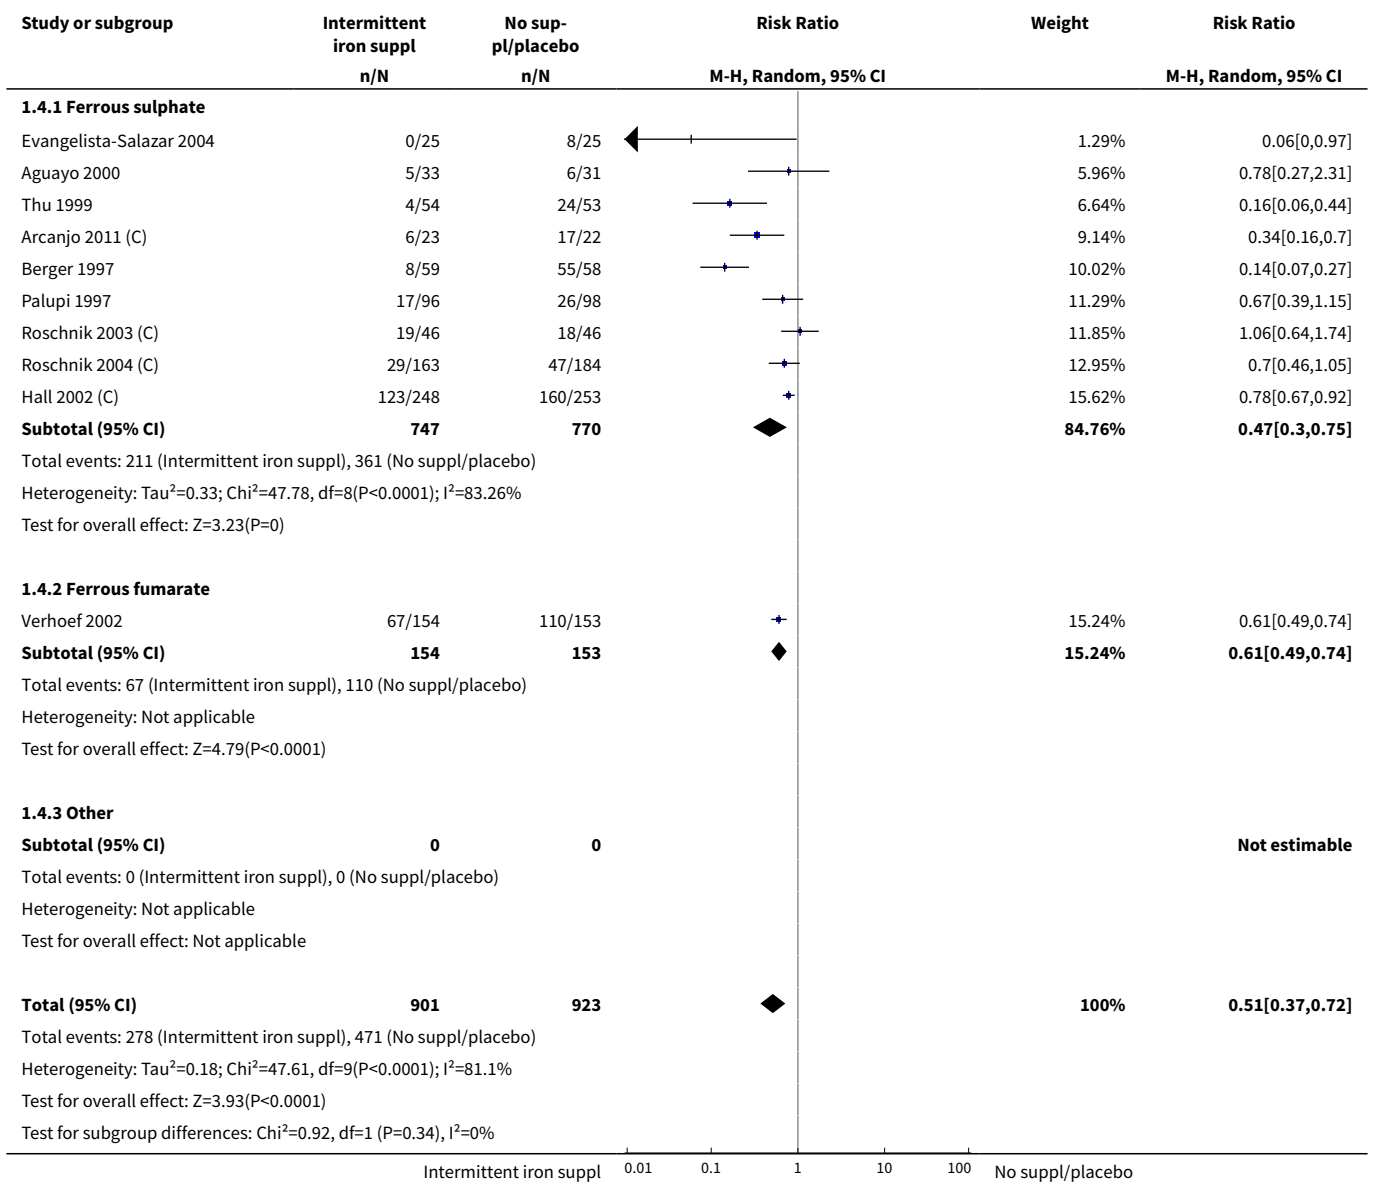 Study or subgroup Intermittent iron suppl No sup-pl/placebo Risk Ratio Weight Risk Ratio
n/N n/N M-H, Random, 95% CI M-H, Random, 95% CI
1.4.1 Ferrous sulphate
Evangelista-Salazar 2004 0/25 8/25 1.29% 0.06[0,0.97]
Aguayo 2000 5/33 6/31 5.96% 0.78[0.27,2.31]
Thu 1999 4/54 24/53 6.64% 0.16[0.06,0.44]
Arcanjo 2011 (C) 6/23 17/22 9.14% 0.34[0.16,0.7]
Berger 1997 8/59 55/58 10.02% 0.14[0.07,0.27]
Palupi 1997 17/96 26/98 11.29% 0.67[0.39,1.15]
Roschnik 2003 (C) 19/46 18/46 11.85% 1.06[0.64,1.74]
Roschnik 2004 (C) 29/163 47/184 12.95% 0.7[0.46,1.05]
Hall 2002 (C) 123/248 160/253 15.62% 0.78[0.67,0.92]
Subtotal (95% CI) 747 770 84.76% 0.47[0.3,0.75]
Total events: 211 (Intermittent iron suppl), 361 (No suppl/placebo)
Heterogeneity: Tau²=0.33; Chi²=47.78, df=8(P<0.0001); I²=83.26%
Test for overall effect: Z=3.23(P=0)
1.4.2 Ferrous fumarate
Verhoef 2002 67/154 110/153 15.24% 0.61[0.49,0.74]
Subtotal (95% CI) 154 153 15.24% 0.61[0.49,0.74]
Total events: 67 (Intermittent iron suppl), 110 (No suppl/placebo)
Heterogeneity: Not applicable
Test for overall effect: Z=4.79(P<0.0001)
1.4.3 Other
Subtotal (95% CI) 0 0 Not estimable
Total events: 0 (Intermittent iron suppl), 0 (No suppl/placebo)
Heterogeneity: Not applicable
Test for overall effect: Not applicable
Total (95% CI) 901 923 100% 0.51[0.37,0.72]
Total events: 278 (Intermittent iron suppl), 471 (No suppl/placebo)
Heterogeneity: Tau²=0.18; Chi²=47.61, df=9(P<0.0001); I²=81.1%
Test for overall effect: Z=3.93(P<0.0001)
Test for subgroup differences: Chi²=0.92, df=1 (P=0.34), I²=0%
Intermittent iron suppl 0.01 0.1 1 10 100 No suppl/placebo